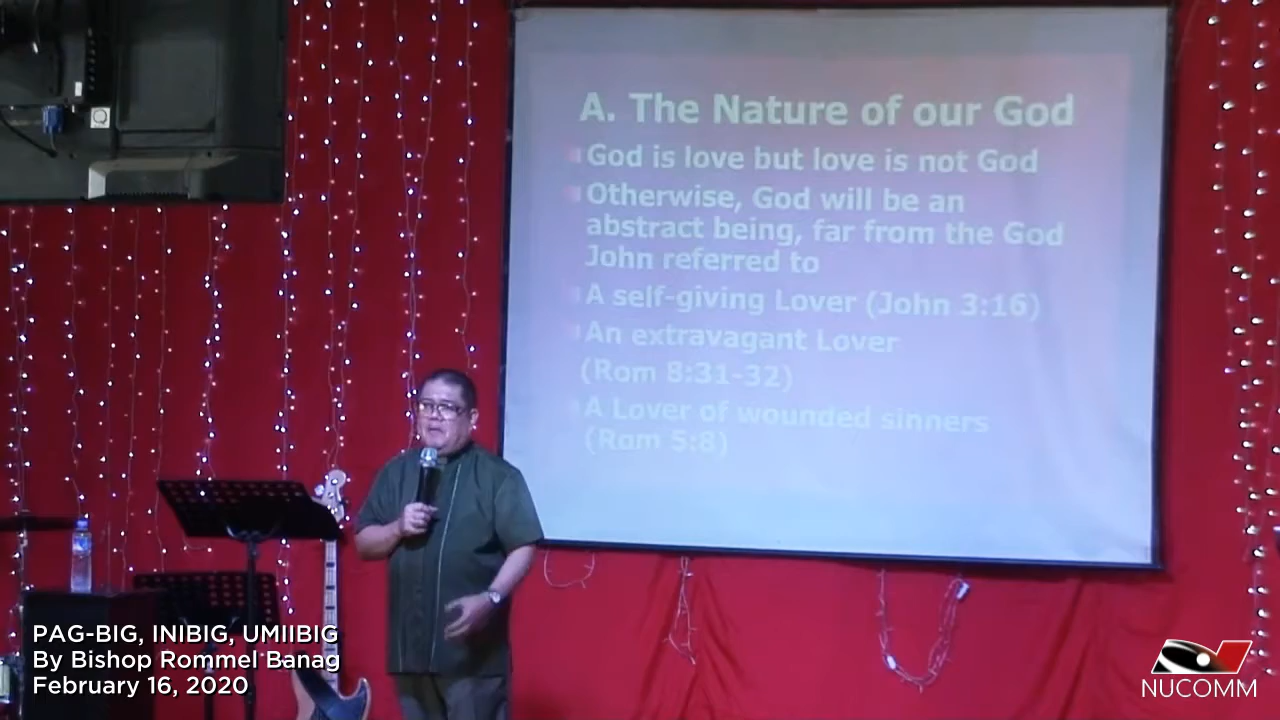 A. The Nature of our God
God is love but love is not God
Otherwise, God will be an
abstract being, far from the God
John referred to
A self-giving Lover (John 3:16)
An extravagant Lover
(Rom 8:31-32)
A Lover of wounded sinners
(Rom 5:8)
PAG-BIG, INIBIG, UMIIBIG
By Bishop Rommel Banag
February 16, 2020
NUCOMM